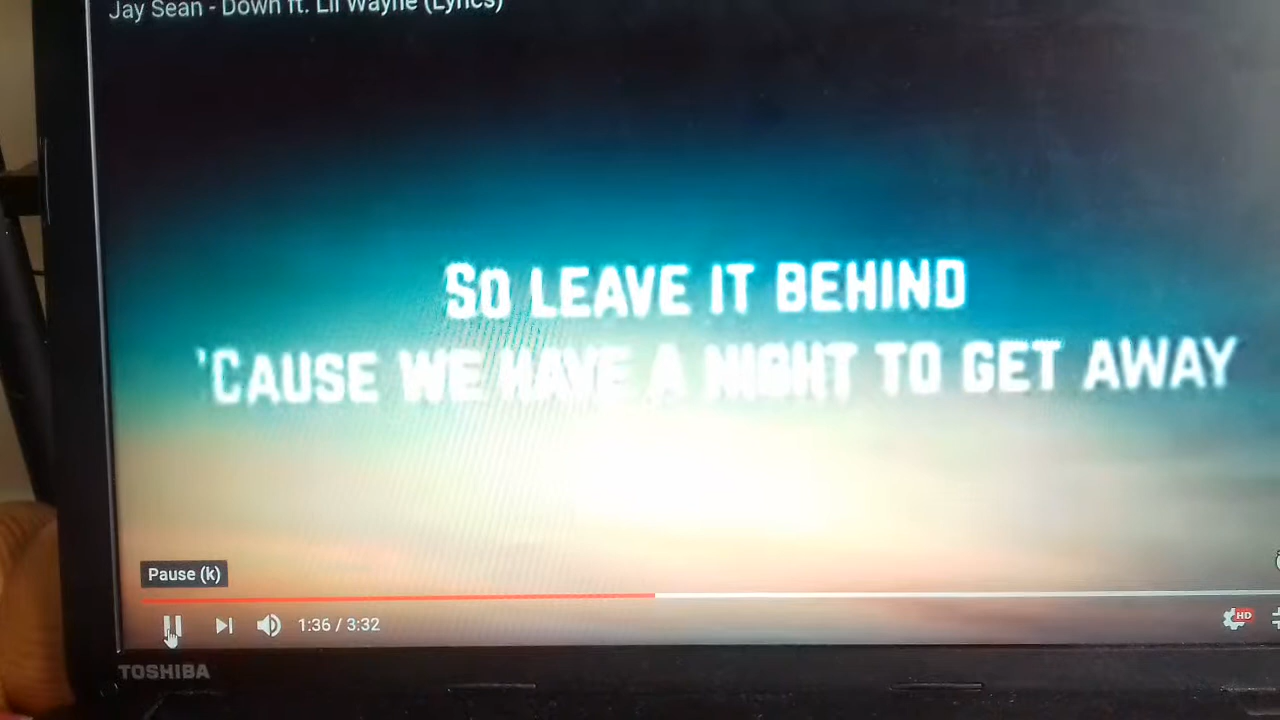 Jay Sean - Down ft. Lil Wayne (Lyrics)
SO LEAVE IT BEHIND
'CAUSE WE HAVE A NIGHT TO GET AWAY
Pause (k)
1:36 / 3:32
HD
TOSHIBA